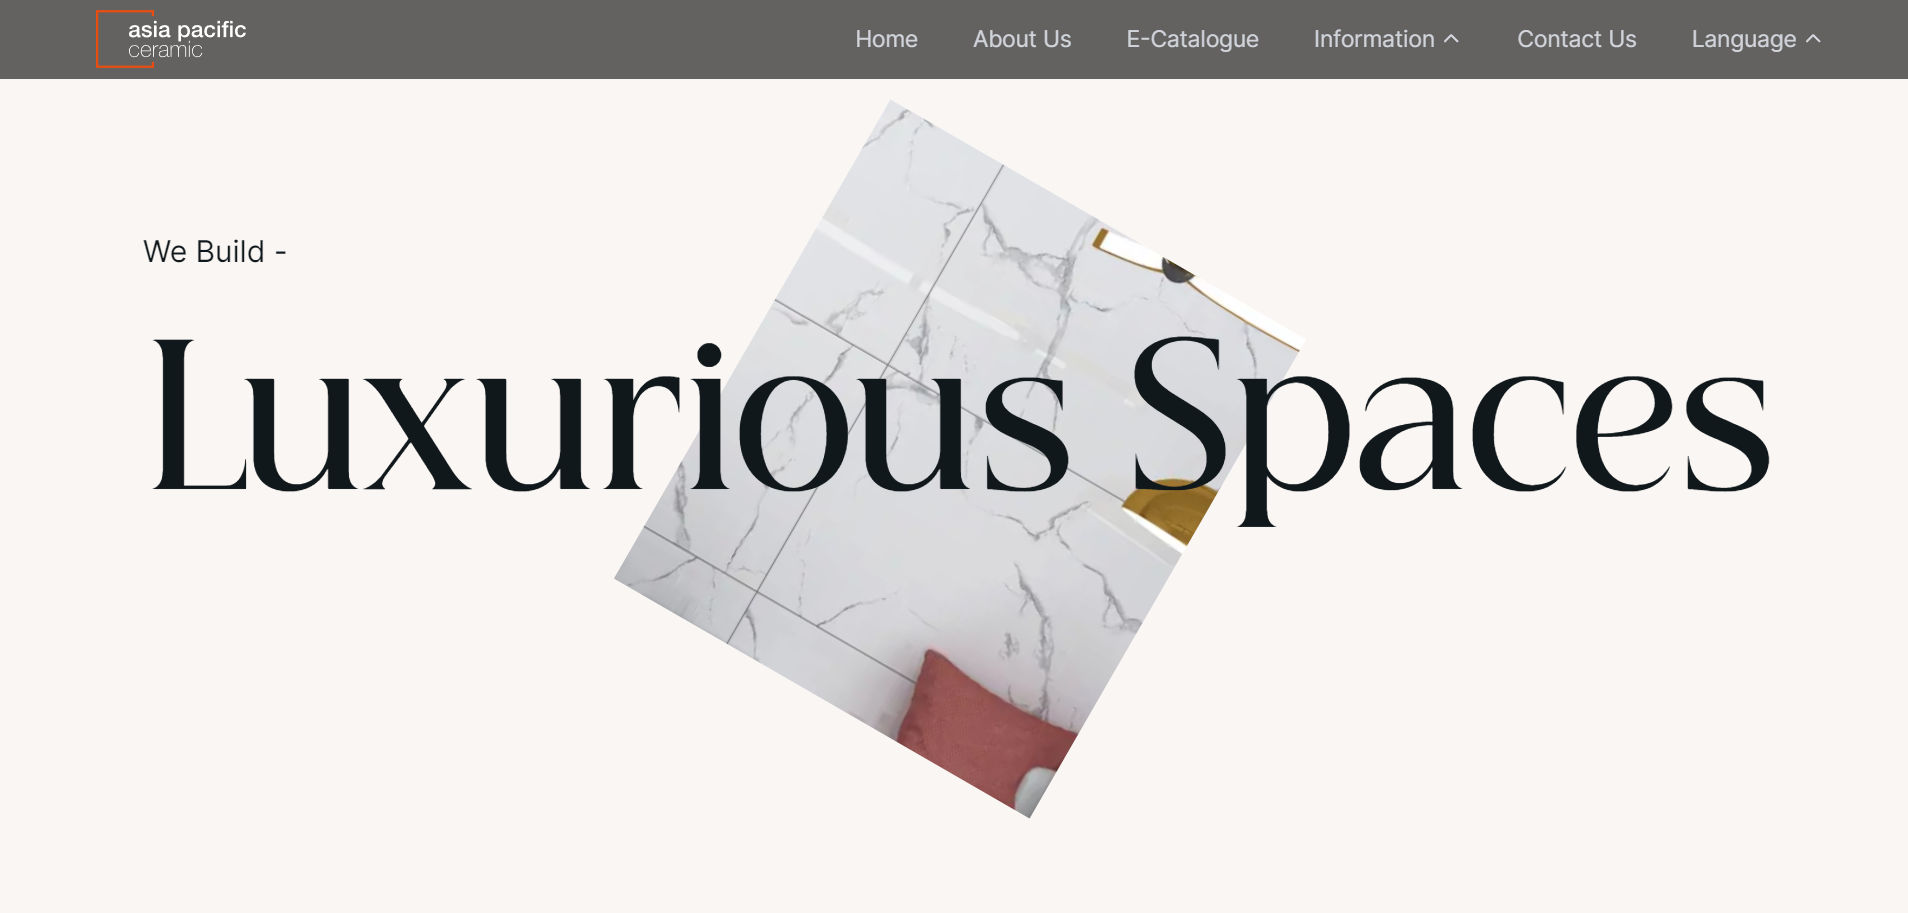 asia pacific
ceramic
Home About Us E-Catalogue Information Contact Us Language
We Build -
Luxurious Spaces